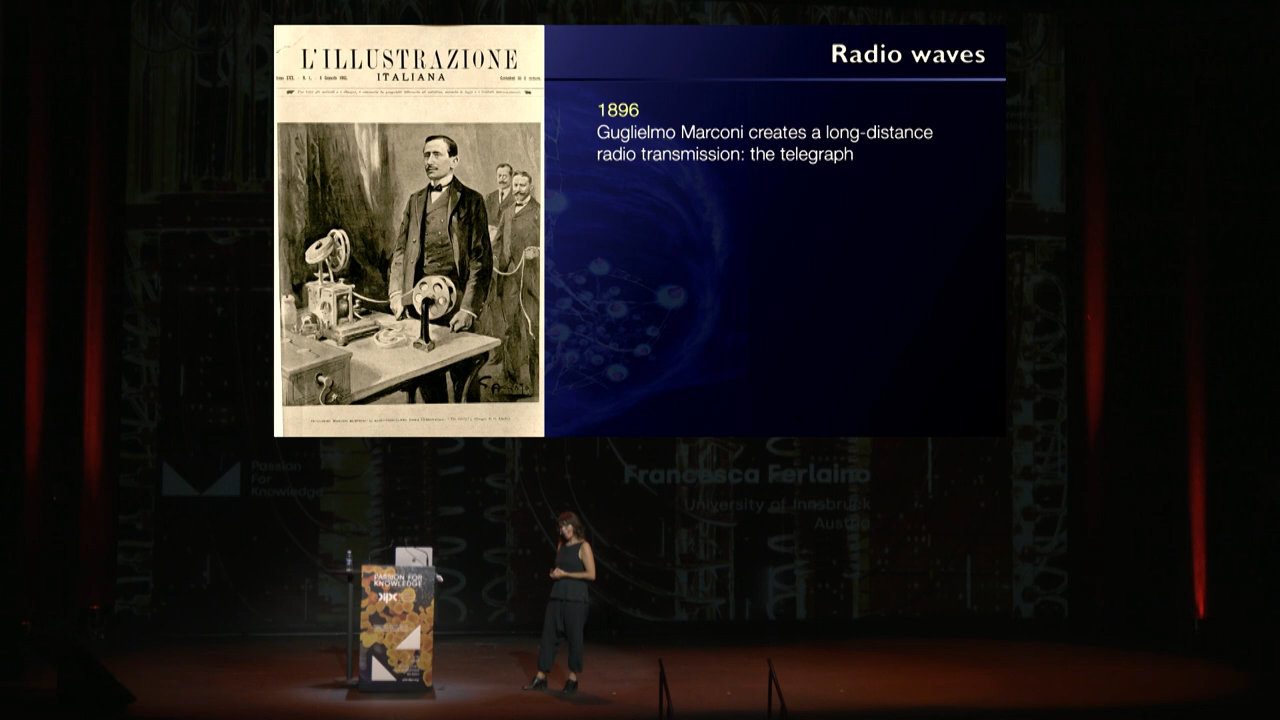 L'ILLUSTRAZIONE
ITALIANA
Radio waves
1896
Guglielmo Marconi creates a long-distance
radio transmission: the telegraph
Passion
For
Knowledge
Francesca Ferlaino
University of Innsbruck
Austria
PASSION FOR
KNOWLEDGE
dipc